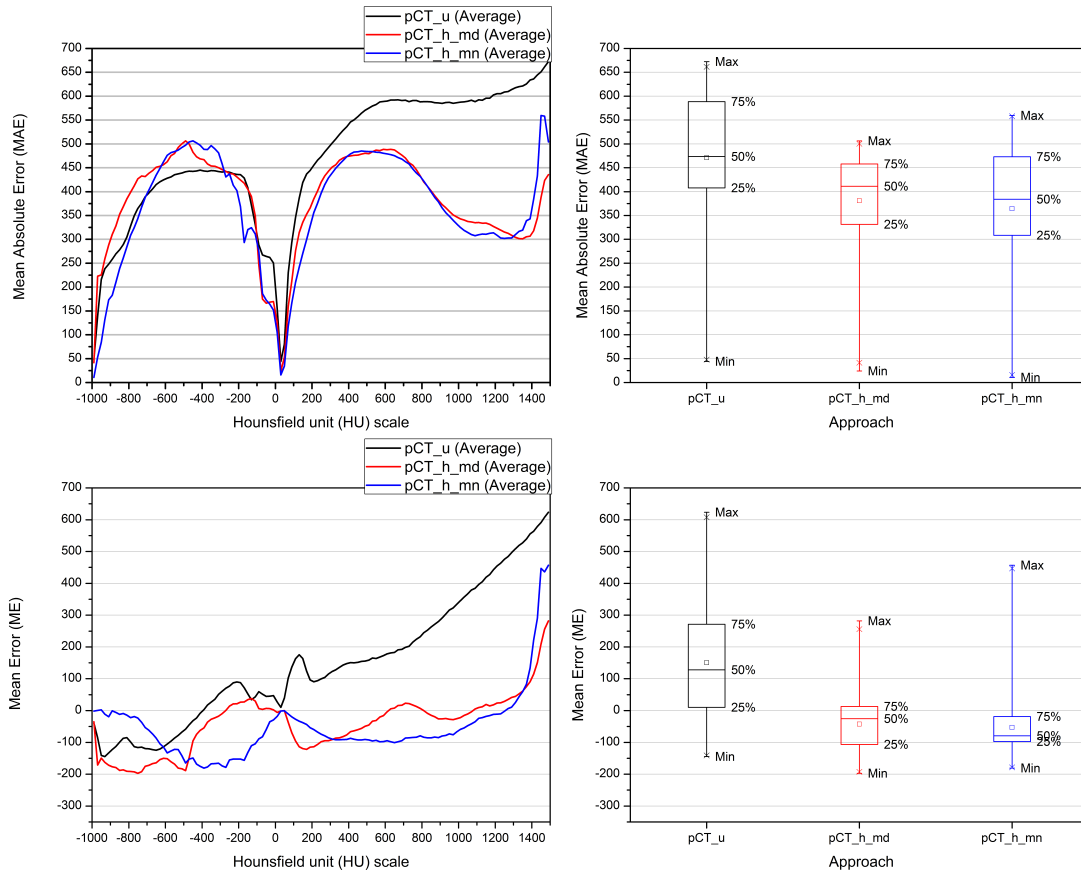 pCT_u (Average)
pCT_h_md (Average)
pCT_h_mn (Average)
Mean Absolute Error (MAE)
700
650
600
550
500
450
400
350
300
250
200
150
100
50
0
-1000 -800 -600 -400 -200 0 200 400 600 800 1000 1200 1400
Hounsfield unit (HU) scale
Mean Absolute Error (MAE)
700
650
600
550
500
450
400
350
300
250
200
150
100
50
0
Max
75%
50%
25%
Min
Max
75%
50%
25%
Min
Max
75%
50%
25%
Min
pCT_u pCT_h_md pCT_h_mn
Approach
pCT_u (Average)
pCT_h_md (Average)
pCT_h_mn (Average)
Mean Error (ME)
700
600
500
400
300
200
100
0
-100
-200
-300
-1000 -800 -600 -400 -200 0 200 400 600 800 1000 1200 1400
Hounsfield unit (HU) scale
Mean Error (ME)
700
600
500
400
300
200
100
0
-100
-200
-300
Max
75%
50%
25%
Min
Max
75%
50%
25%
Min
Max
75%
50%
25%
Min
pCT_u pCT_h_md pCT_h_mn
Approach